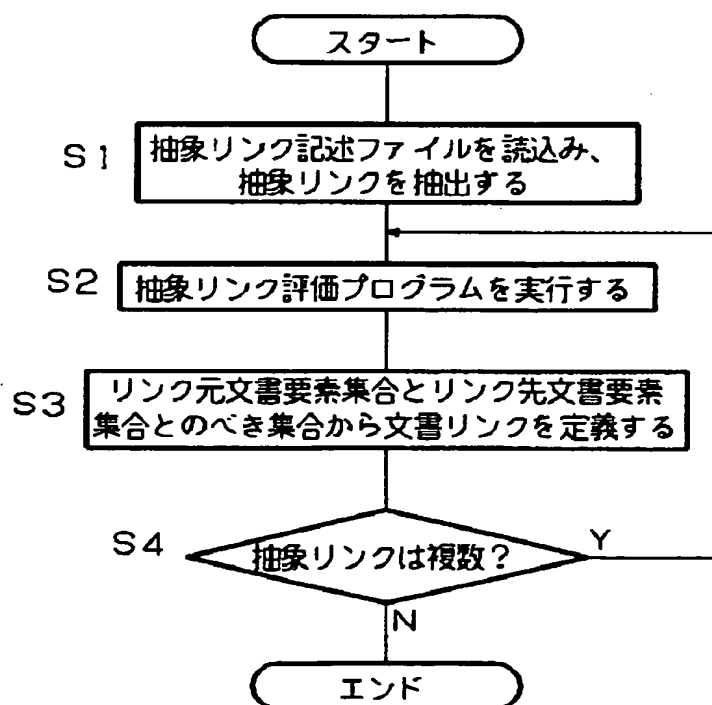 スタート
S1
抽象リンク記述ファイルを読込み、
抽象リンクを抽出する
S2
抽象リンク評価プログラムを実行する
S3
リンク元文書要素集合とリンク先文書要素
集合とのべき集合から文書リンクを定義する
S4
抽象リンクは複数?
Y
N
エンド